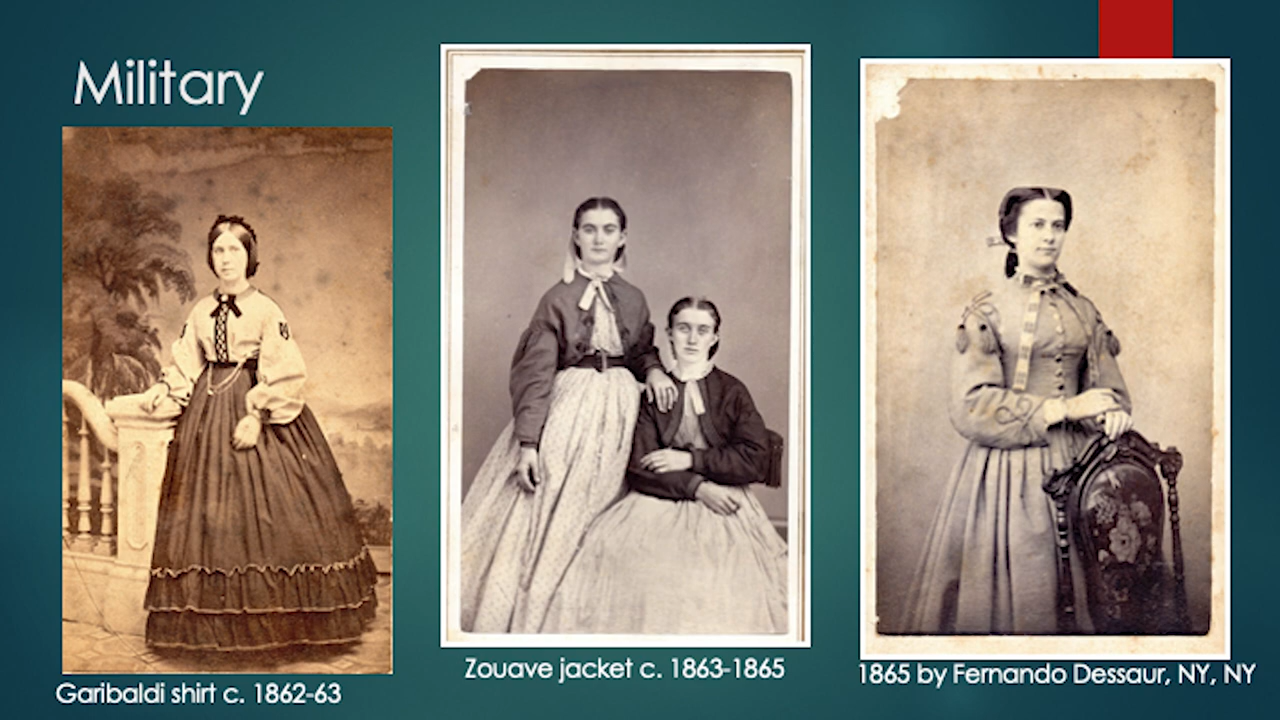 Military
Garibaldi shirt c. 1862-63
Zouave jacket c. 1863-1865
1865 by Fernando Dessaur, NY, NY